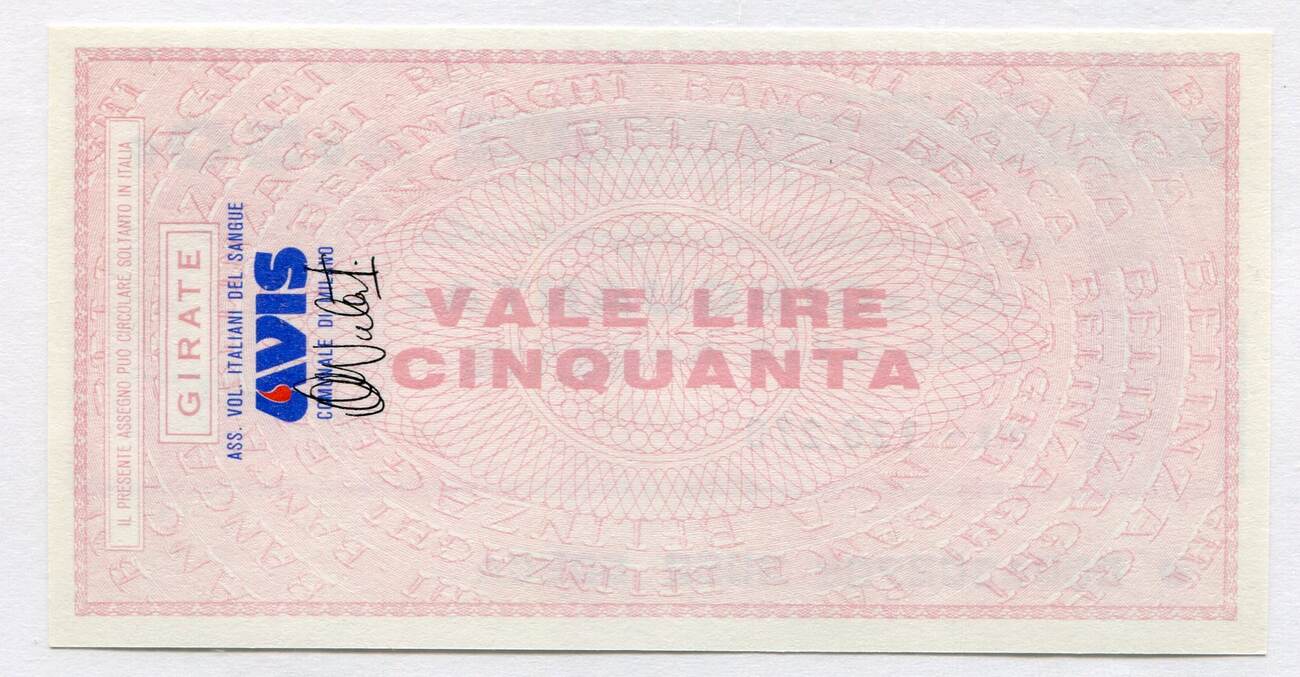 IL PRESENTE ASSEGNO PUÒ CIRCOLARE SOLTANTO IN ITALIA
GIRATE
ASS. VOL. ITALIANI DEL SANGUE
AVIS
COMUNALE DI MILANO
VALE LIRE
CINQUANTA
BANCA BELINZAGHI